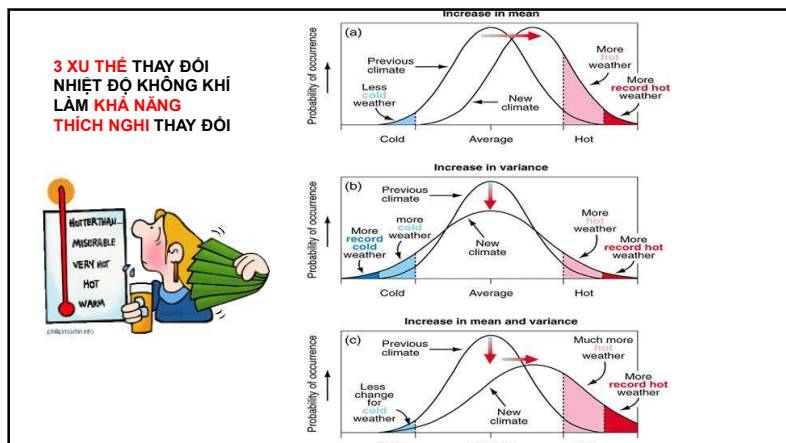 3 XU THẾ THAY ĐỔI
NHIỆT ĐỘ KHÔNG KHÍ
LÀM KHẢ NĂNG
THÍCH NGHI THAY ĐỔI
HOTTER THAN...
MISERABLE
VERY HOT
HOT
WARM
philipmartin.info
Increase in mean
(a)
Probability of occurrence
Previous
climate
Less
cold
weather
New
climate
More
hot
weather
More
record hot
weather
Cold
Average
Hot
Increase in variance
(b)
Probability of occurrence
Previous
climate
More
record
cold
weather
more
cold
weather
New
climate
More
hot
weather
More
record hot
weather
Cold
Average
Hot
Increase in mean and variance
(c)
Probability of occurrence
Previous
climate
Less
change
for
cold
weather
New
climate
Much more
hot
weather
More
record hot
weather